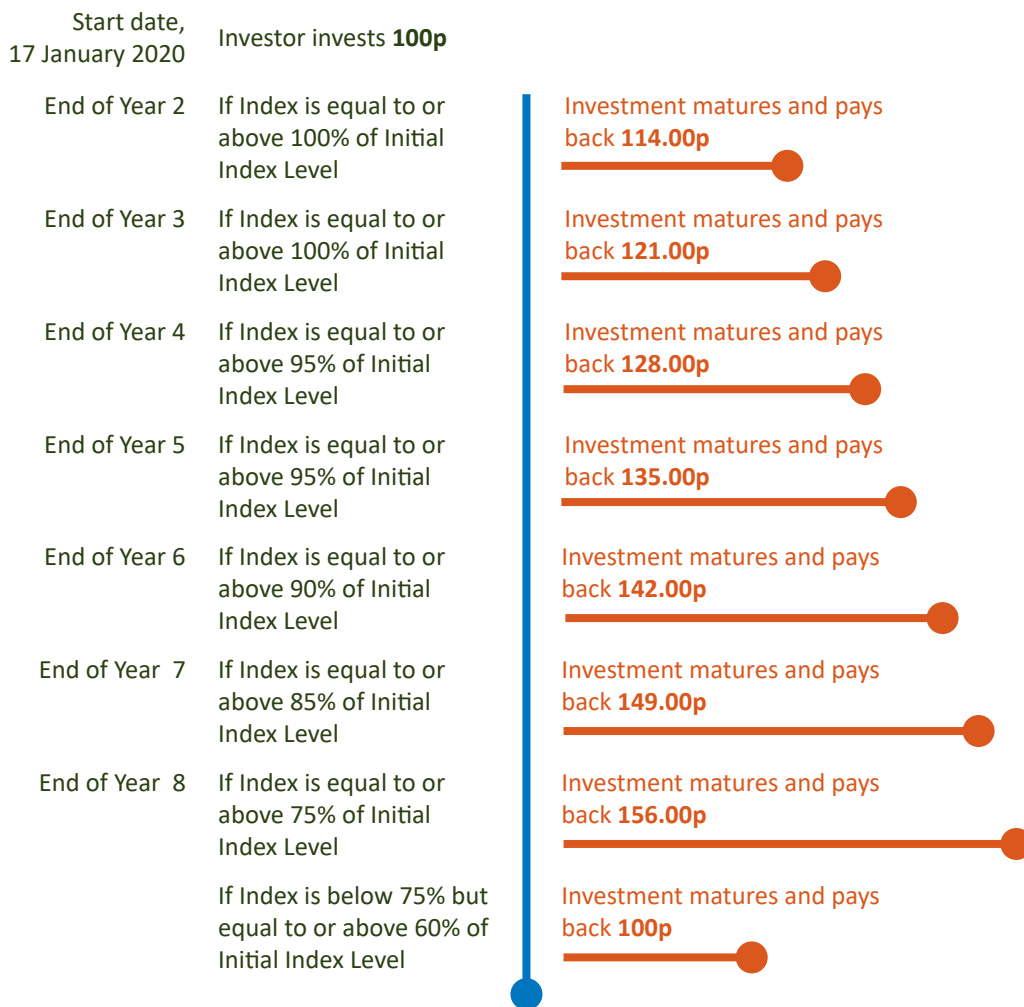 Start date,
17 January 2020
Investor invests 100p
End of Year 2
If Index is equal to or
above 100% of Initial
Index Level
Investment matures and pays
back 114.00p
End of Year 3
If Index is equal to or
above 100% of Initial
Index Level
Investment matures and pays
back 121.00p
End of Year 4
If Index is equal to or
above 95% of Initial
Index Level
Investment matures and pays
back 128.00p
End of Year 5
If Index is equal to or
above 95% of Initial
Index Level
Investment matures and pays
back 135.00p
End of Year 6
If Index is equal to or
above 90% of Initial
Index Level
Investment matures and pays
back 142.00p
End of Year 7
If Index is equal to or
above 85% of Initial
Index Level
Investment matures and pays
back 149.00p
End of Year 8
If Index is equal to or
above 75% of Initial
Index Level
Investment matures and pays
back 156.00p
If Index is below 75% but
equal to or above 60% of
Initial Index Level
Investment matures and pays
back 100p